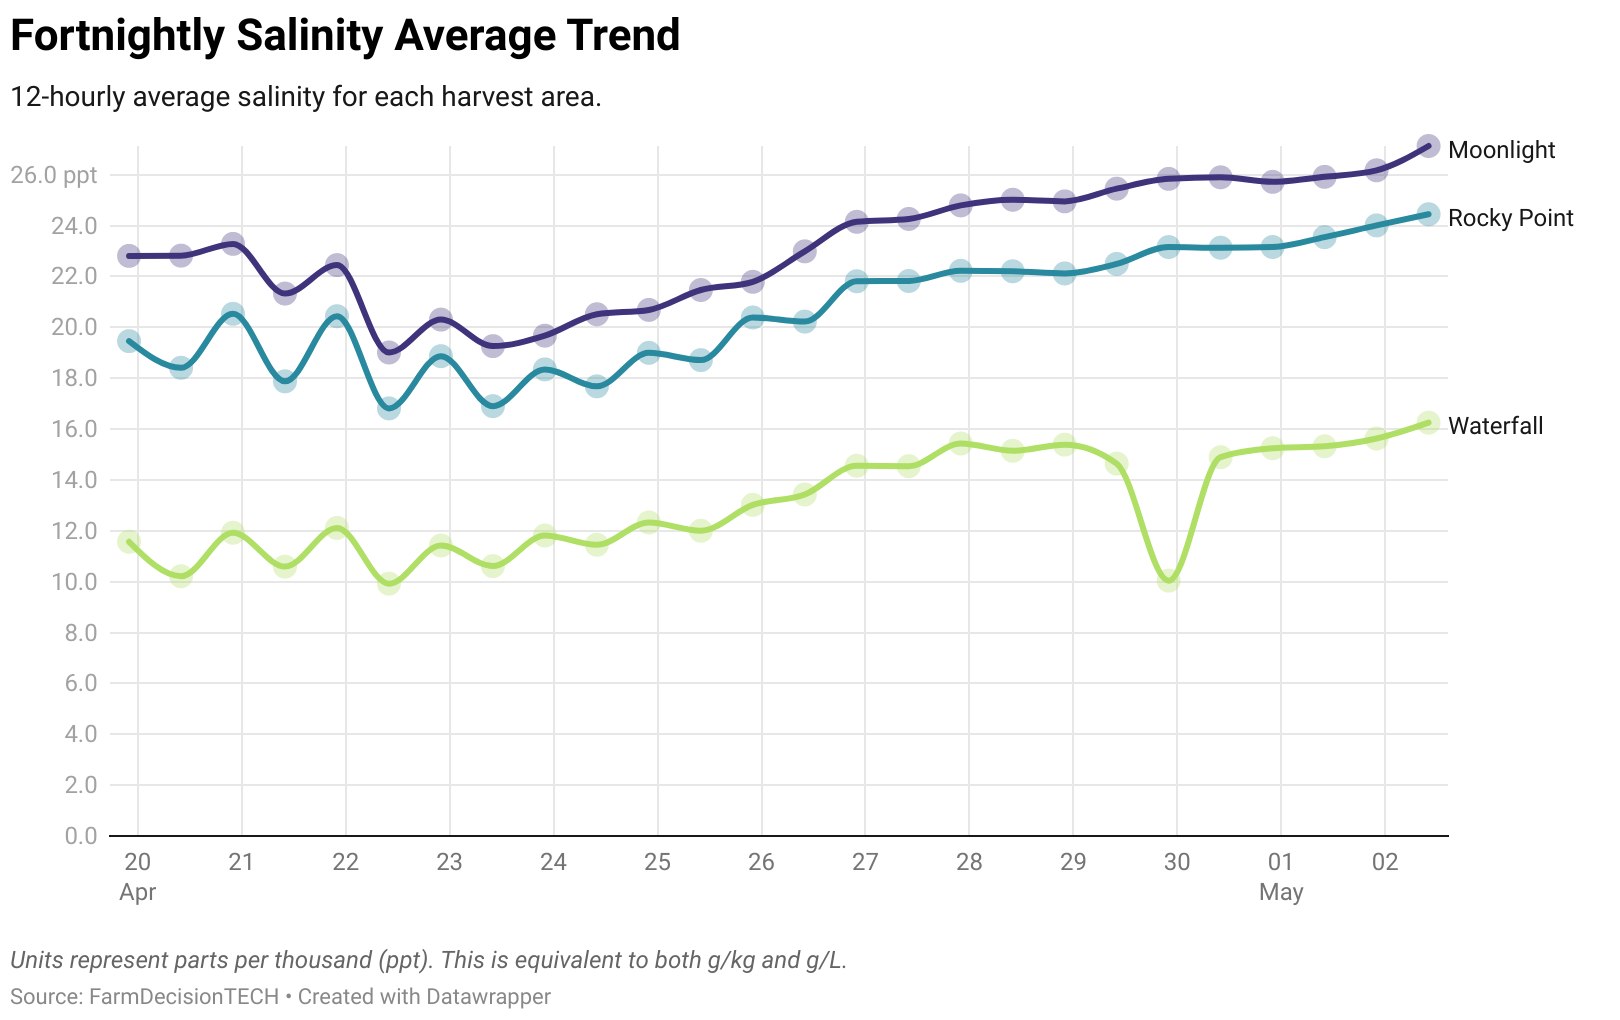 Fortnightly Salinity Average Trend
12-hourly average salinity for each harvest area.
Moonlight
26.0 ppt
Rocky Point
24.0
22.0
20.0
18.0
16.0
Waterfall
14.0
12.0
10.0
8.0
6.0
4.0
2.0
0.0
20 21 22 23 24 25 26 27 28 29 30 01 02
Apr May
Units represent parts per thousand (ppt). This is equivalent to both g/kg and g/L.
Source: FarmDecisionTECH • Created with Datawrapper